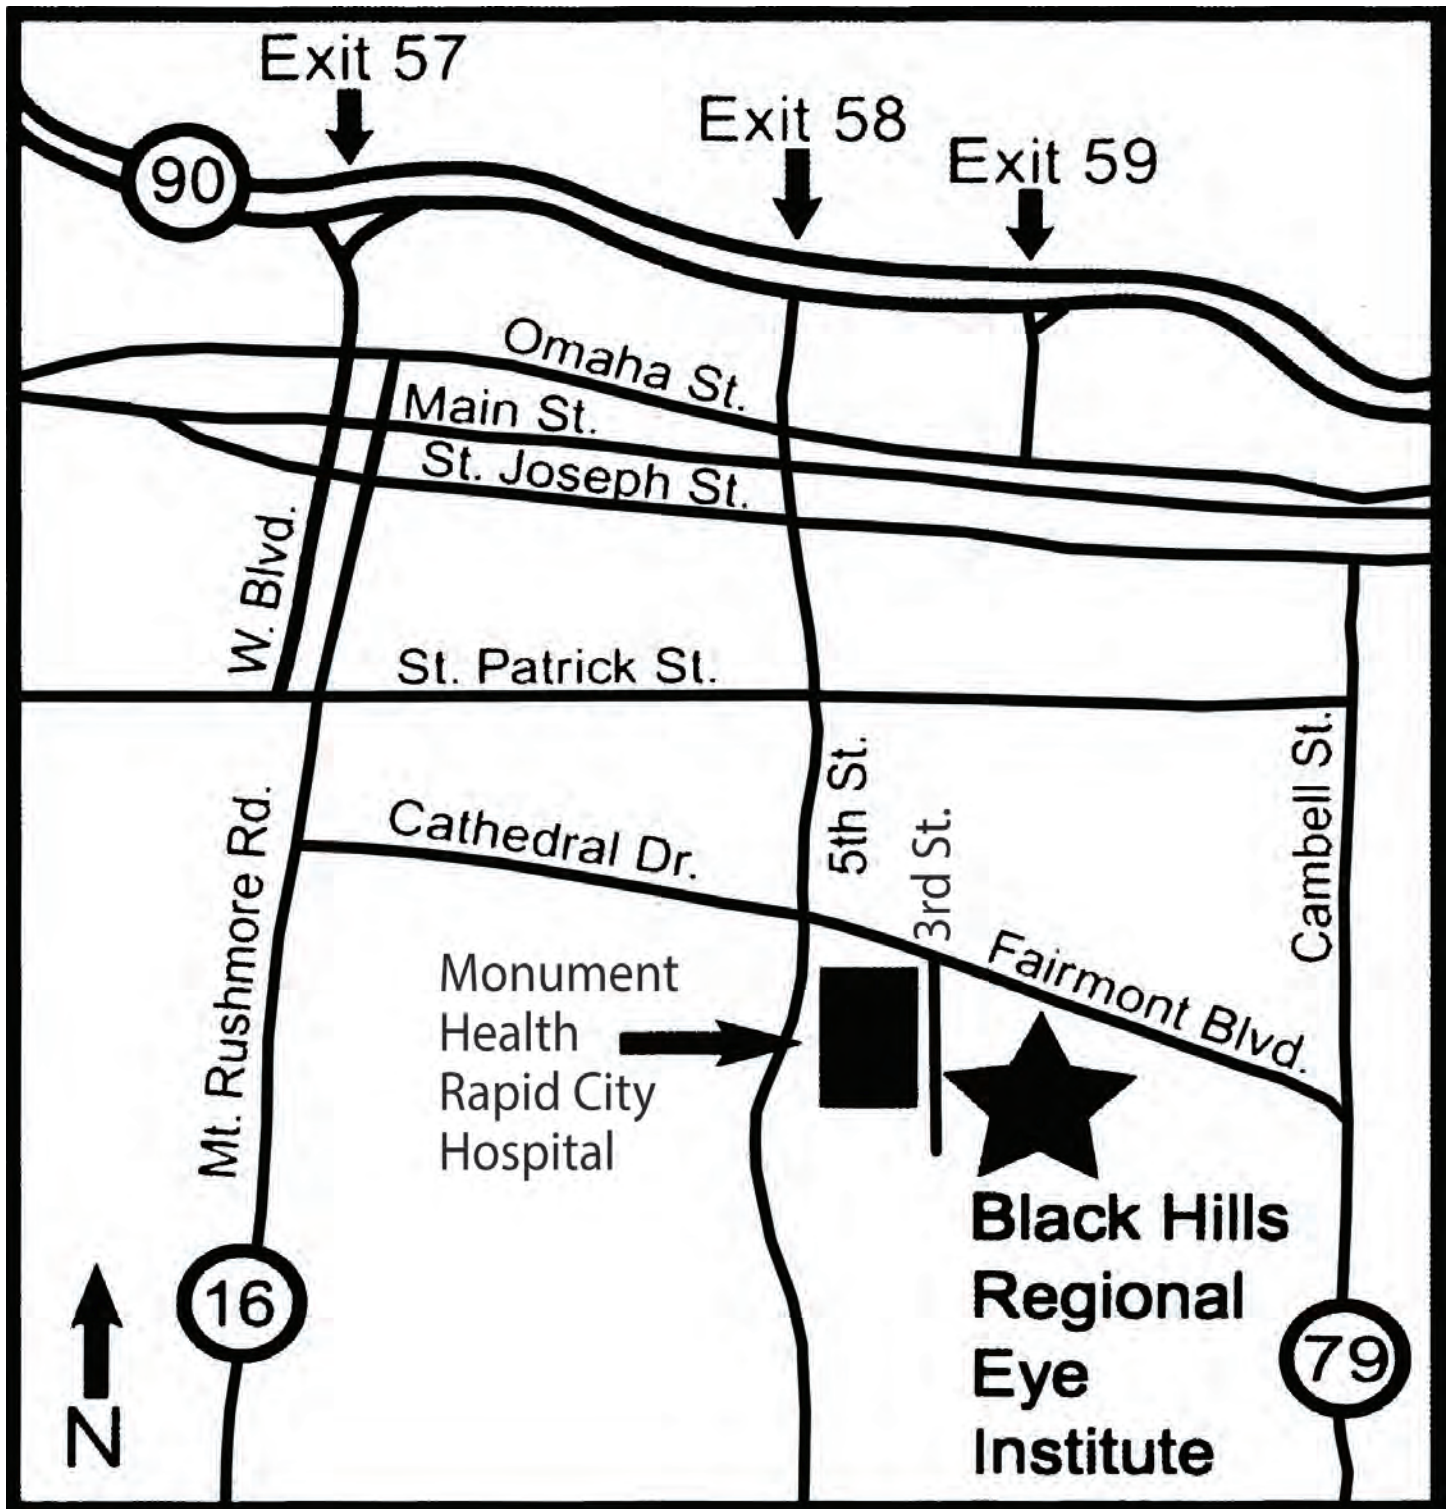 Exit 57
Exit 58
Exit 59
90
Omaha St.
Main St.
St. Joseph St.
W. Blvd.
St. Patrick St.
5th St.
Cambell St.
Mt. Rushmore Rd.
Cathedral Dr.
3rd St.
Fairmont Blvd.
Monument
Health
Rapid City
Hospital
Black Hills
Regional
Eye
Institute
16
79
N